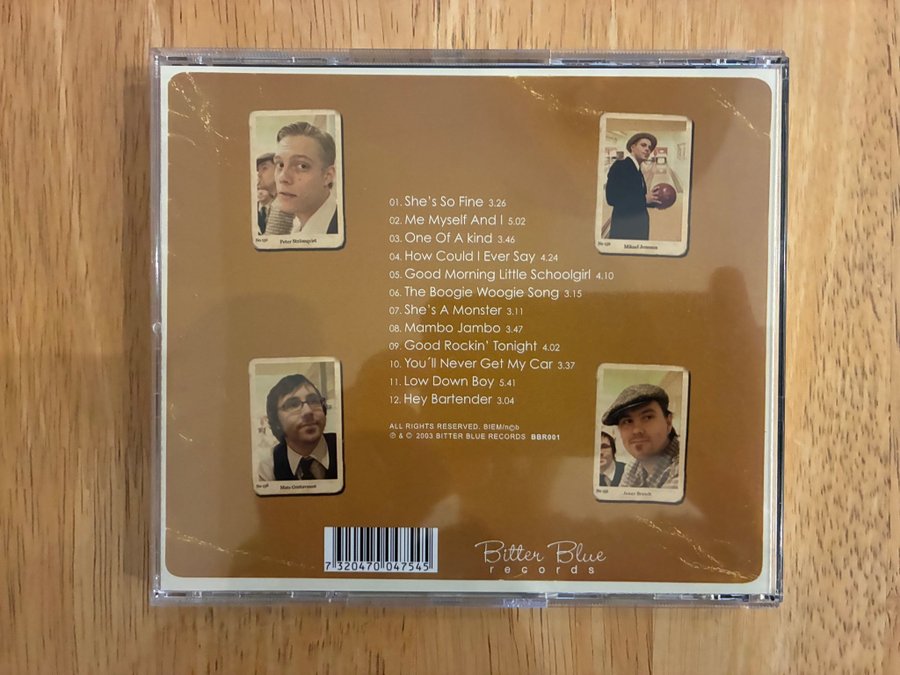 No 156 Peter Strömqvist
Mikael Jonsson
01. She's So Fine 3.26
02. Me Myself And I 5.02
03. One Of A kind 3.46
04. How Could I Ever Say 4.24
05. Good Morning Little Schoolgirl 4.10
06. The Boogie Woogie Song 3.15
07. She's A Monster 3.11
08. Mambo Jambo 3.47
09. Good Rockin' Tonight 4.02
10. You´ll Never Get My Car 3.37
11. Low Down Boy 5.41
12. Hey Bartender 3.04
ALL RIGHTS RESERVED. BIEM/n©b
℗ & © 2003 BITTER BLUE RECORDS BBR001
Mats Gustavsson
7 320470 047545
Bitter Blue
records